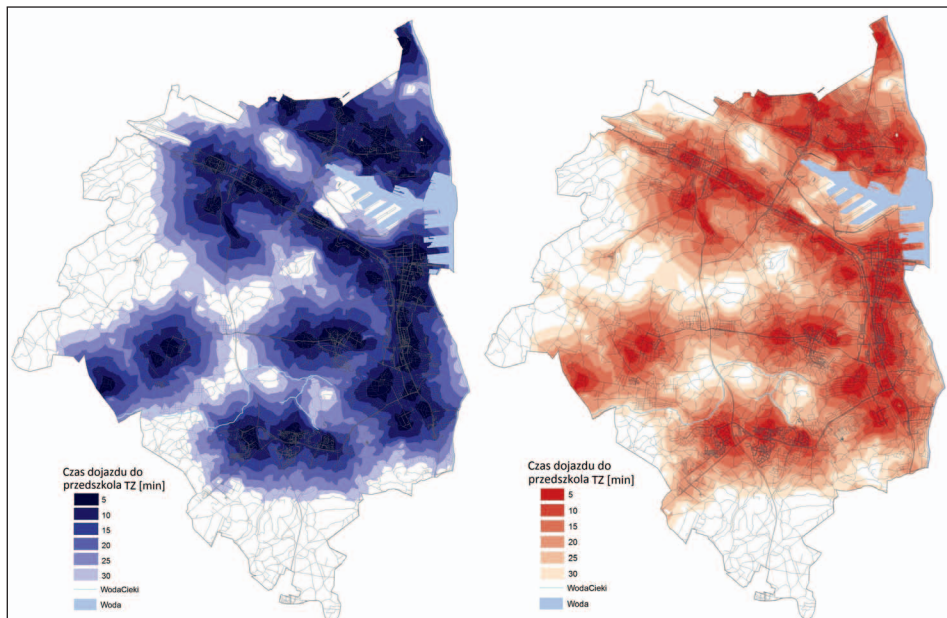 Czas dojazdu do
przedszkola TZ [min]
5
10
15
20
25
30
WodaCieki
Woda
Czas dojazdu do
przedszkola TZ [min]
5
10
15
20
25
30
WodaCieki
Woda